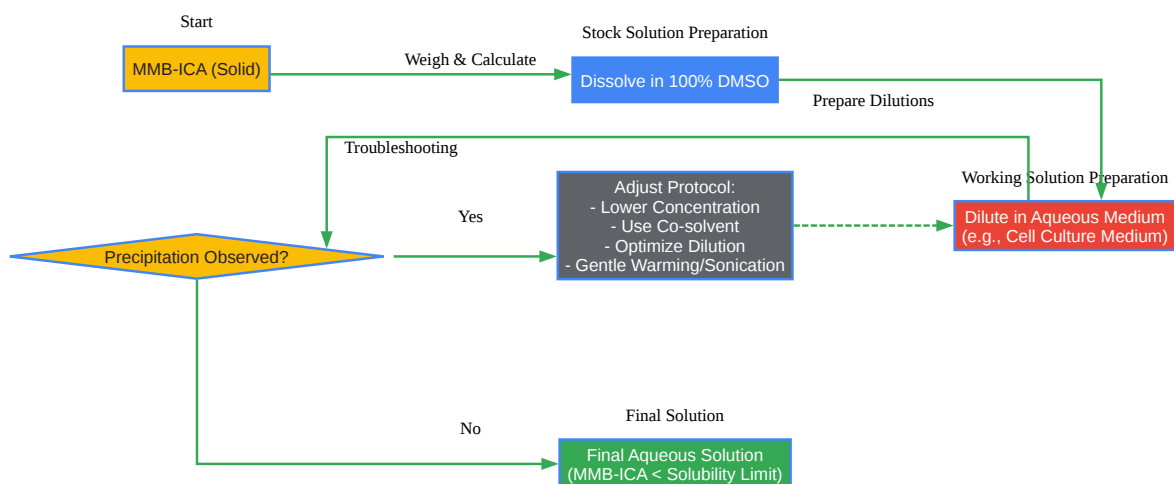 Start
MMB-ICA (Solid)
Weigh & Calculate
Stock Solution Preparation
Dissolve in 100% DMSO
Prepare Dilutions
Troubleshooting
Working Solution Preparation
Dilute in Aqueous Medium
(e.g., Cell Culture Medium)
Precipitation Observed?
Yes
Adjust Protocol:
- Lower Concentration
- Use Co-solvent
- Optimize Dilution
- Gentle Warming/Sonication
No
Final Solution
Final Aqueous Solution
(MMB-ICA < Solubility Limit)